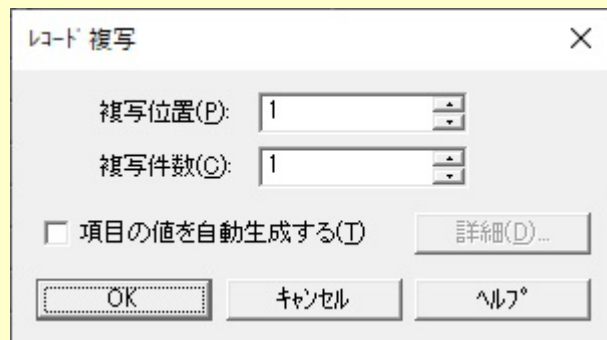 ﾚｺｰﾄﾞ 複写
複写位置(P): 1
複写件数(C): 1
項目の値を自動生成する(T) 詳細(D)...
OK ｷｬﾝｾﾙ ﾍﾙﾌﾟ